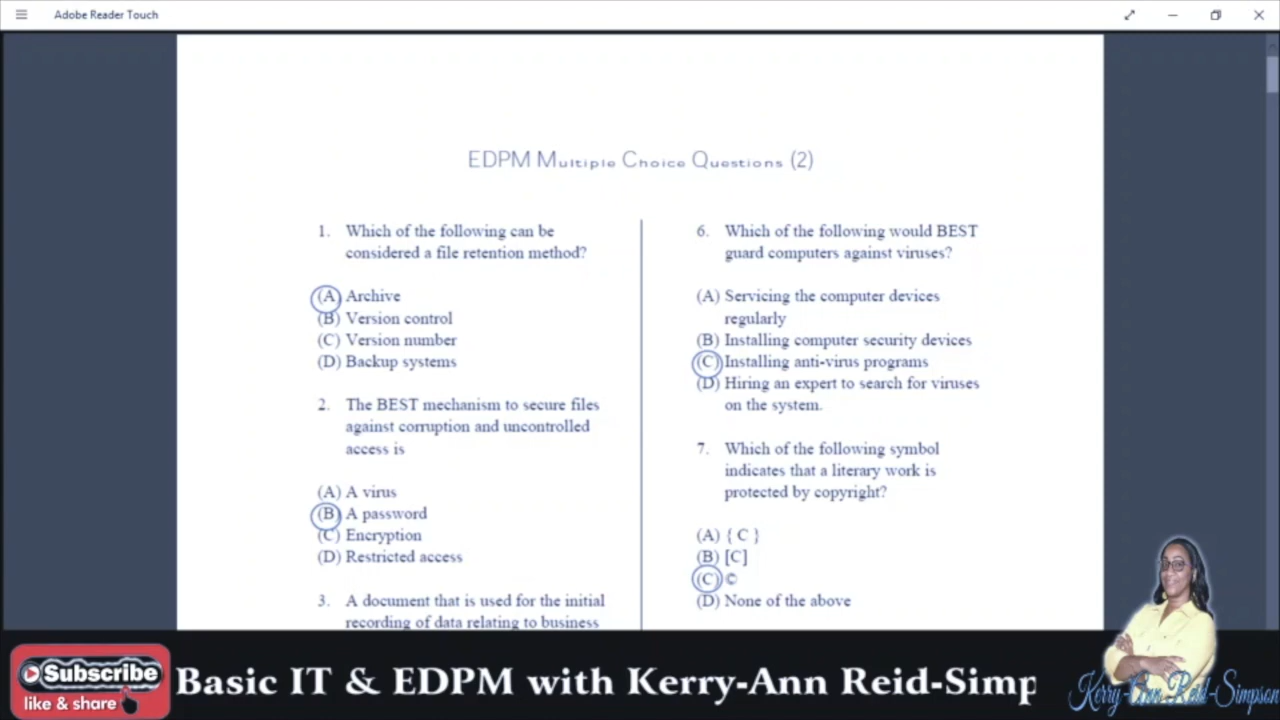 Adobe Reader Touch
EDPM Multiple Choice Questions (2)
1. Which of the following can be
considered a file retention method?
(A) Archive
(B) Version control
(C) Version number
(D) Backup systems
2. The BEST mechanism to secure files
against corruption and uncontrolled
access is
(A) A virus
(B) A password
(C) Encryption
(D) Restricted access
3. A document that is used for the initial
recording of data relating to business
6. Which of the following would BEST
guard computers against viruses?
(A) Servicing the computer devices
regularly
(B) Installing computer security devices
(C) Installing anti-virus programs
(D) Hiring an expert to search for viruses
on the system.
7. Which of the following symbol
indicates that a literary work is
protected by copyright?
(A) { C }
(B) [C]
(C) ©
(D) None of the above
Subscribe
like & share
Basic IT & EDPM with Kerry-Ann Reid-Simp
Kerry-Ann Reid-Simpson